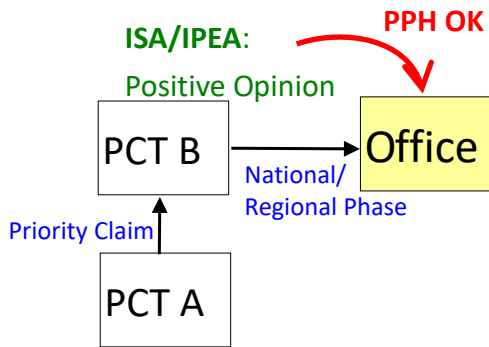 PPH OK
ISA/IPEA:
Positive Opinion
PCT B
Office
National/
Regional Phase
Priority Claim
PCT A